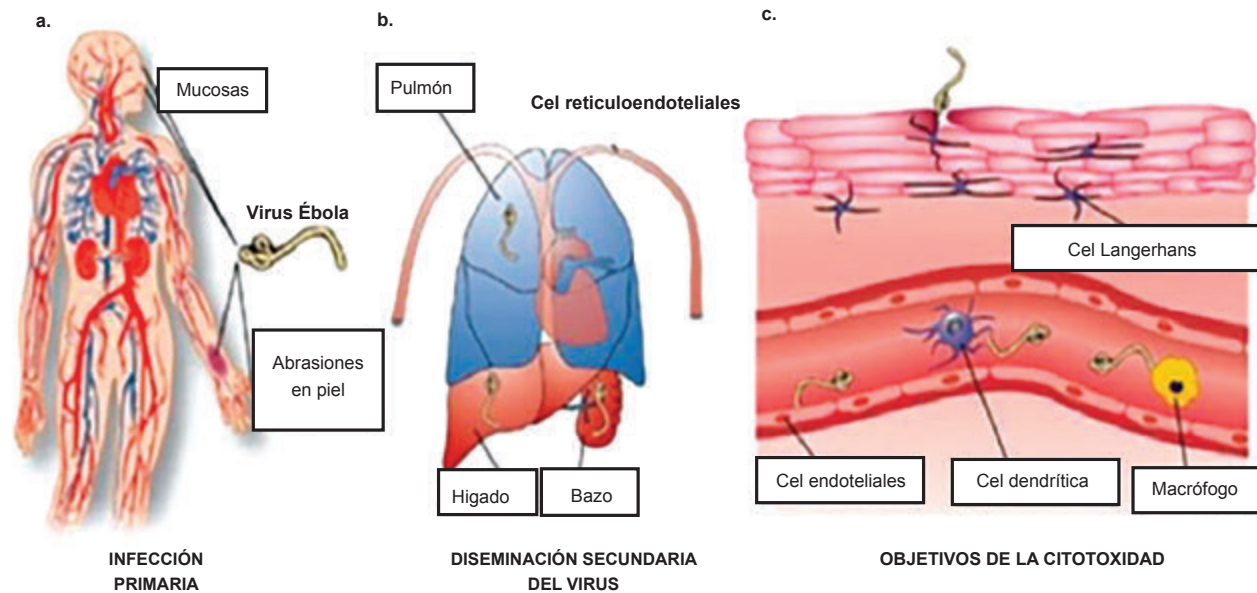 a.
Mucosas
Virus Ébola
Abrasiones
en piel
INFECCIÓN
PRIMARIA
b.
Pulmón
Cel reticuloendoteliales
Higado
Bazo
DISEMINACIÓN SECUNDARIA
DEL VIRUS
c.
Cel Langerhans
Cel endoteliales
Cel dendrítica
Macrófogo
OBJETIVOS DE LA CITOTOXIDAD